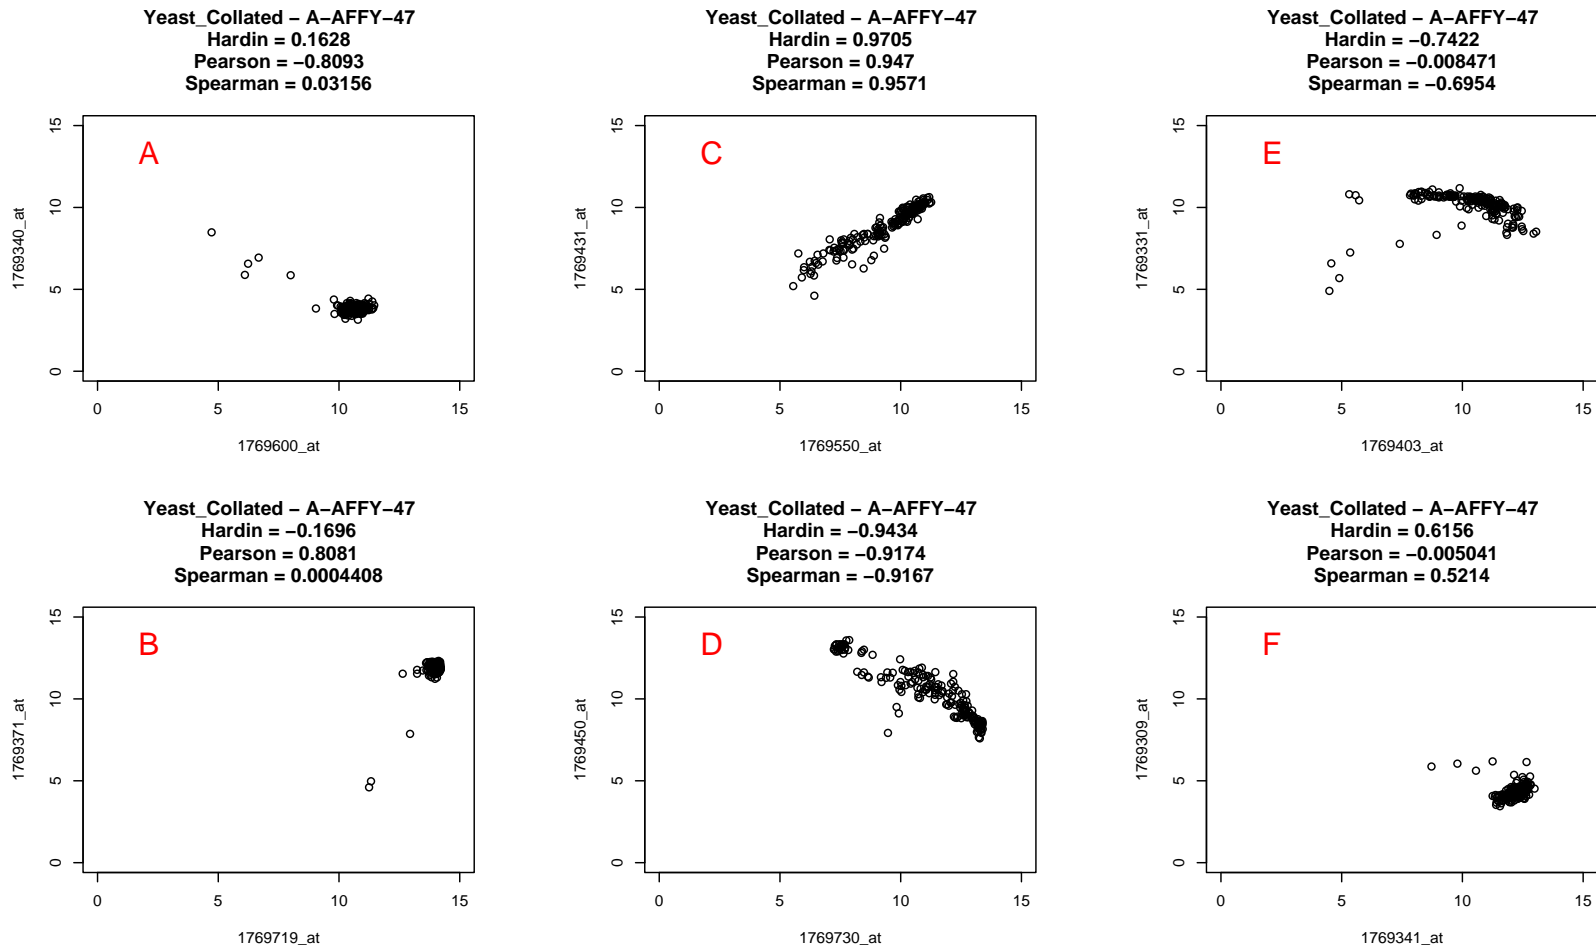 Yeast_Collated − A−AFFY−47
Hardin = 0.1628
Pearson = −0.8093
Spearman = 0.03156
A
15
10
5
0
1769340_at
0 5 10 15
1769600_at
Yeast_Collated − A−AFFY−47
Hardin = 0.9705
Pearson = 0.947
Spearman = 0.9571
C
15
10
5
0
1769431_at
0 5 10 15
1769550_at
Yeast_Collated − A−AFFY−47
Hardin = −0.7422
Pearson = −0.008471
Spearman = −0.6954
E
15
10
5
0
1769331_at
0 5 10 15
1769403_at
Yeast_Collated − A−AFFY−47
Hardin = −0.1696
Pearson = 0.8081
Spearman = 0.0004408
B
15
10
5
0
1769371_at
0 5 10 15
1769719_at
Yeast_Collated − A−AFFY−47
Hardin = −0.9434
Pearson = −0.9174
Spearman = −0.9167
D
15
10
5
0
1769450_at
0 5 10 15
1769730_at
Yeast_Collated − A−AFFY−47
Hardin = 0.6156
Pearson = −0.005041
Spearman = 0.5214
F
15
10
5
0
1769309_at
0 5 10 15
1769341_at